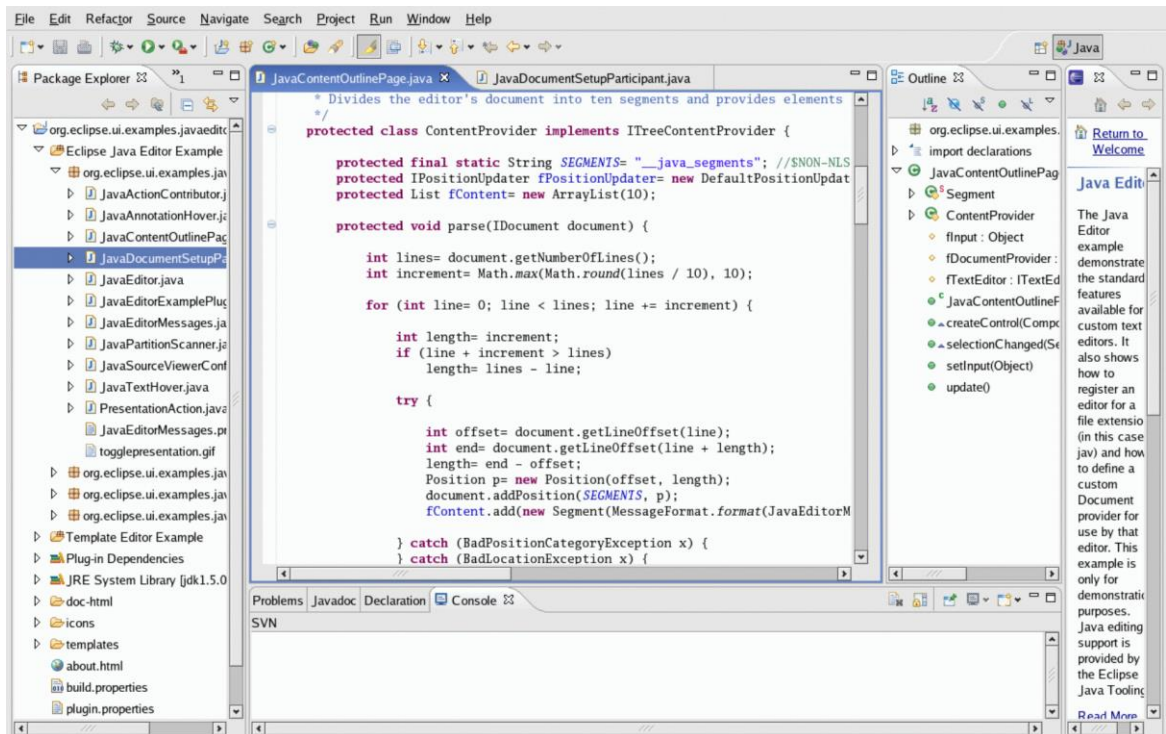 File Edit Refactor Source Navigate Search Project Run Window Help
Java
Package Explorer
"1
org.eclipse.ui.examples.javaedito
Eclipse Java Editor Example
org.eclipse.ui.examples.jav
JavaActionContributor.j
JavaAnnotationHover.ja
JavaContentOutlinePag
JavaDocumentSetupPa
JavaEditor.java
JavaEditorExamplePlug
JavaEditorMessages.ja
JavaPartitionScanner.ja
JavaSourceViewerConf
JavaTextHover.java
PresentationAction.java
JavaEditorMessages.pr
togglepresentation.gif
org.eclipse.ui.examples.jav
org.eclipse.ui.examples.jav
org.eclipse.ui.examples.jav
Template Editor Example
Plug-in Dependencies
JRE System Library [jdk1.5.0
doc-html
icons
templates
about.html
build.properties
plugin.properties
JavaContentOutlinePage.java JavaDocumentSetupParticipant.java
* Divides the editor's document into ten segments and provides elements
*/
protected class ContentProvider implements ITreeContentProvider {
protected final static String SEGMENTS= "__java_segments"; //$NON-NLS
protected IPositionUpdater fPositionUpdater= new DefaultPositionUpdat
protected List fContent= new ArrayList(10);
protected void parse(IDocument document) {
int lines= document.getNumberOfLines();
int increment= Math.max(Math.round(lines / 10), 10);
for (int line= 0; line < lines; line += increment) {
int length= increment;
if (line + increment > lines)
length= lines - line;
try {
int offset= document.getLineOffset(line);
int end= document.getLineOffset(line + length);
length= end - offset;
Position p= new Position(offset, length);
document.addPosition(SEGMENTS, p);
fContent.add(new Segment(MessageFormat.format(JavaEditorM
} catch (BadPositionCategoryException x) {
} catch (BadLocationException x) {
Problems Javadoc Declaration Console
SVN
Outline
org.eclipse.ui.examples.
import declarations
JavaContentOutlinePag
Segment
ContentProvider
fInput : Object
fDocumentProvider :
fTextEditor : ITextEd
JavaContentOutlineP
createControl(Compo
selectionChanged(Se
setInput(Object)
update()
Return to
Welcome
Java Edit
The Java
Editor
example
demonstrate
the standard
features
available for
custom text
editors. It
also shows
how to
register an
editor for a
file extensio
(in this case
jav) and how
to define a
custom
Document
provider for
use by that
editor. This
example is
only for
demonstratio
purposes.
Java editing
support is
provided by
the Eclipse
Java Tooling
Read More